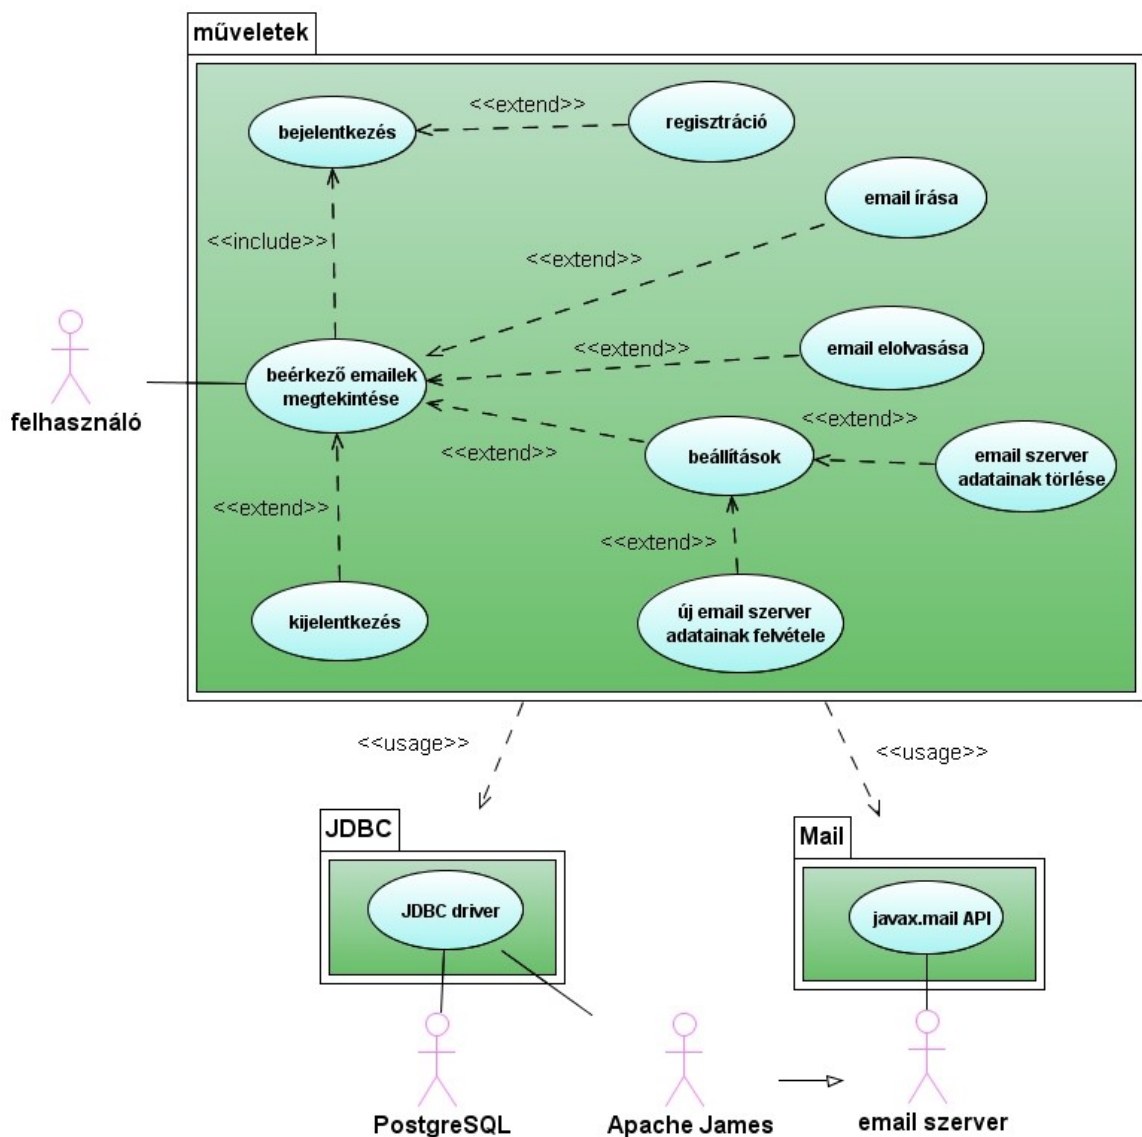 műveletek
bejelentkezés
<<extend>>
regisztráció
email írása
<<include>>
<<extend>>
email elolvasása
<<extend>>
beérkező emailek
megtekintése
felhasználó
<<extend>>
beállítások
<<extend>>
email szerver
adatainak törlése
<<extend>>
<<extend>>
kijelentkezés
új email szerver
adatainak felvétele
<<usage>>
<<usage>>
JDBC
JDBC driver
Mail
javax.mail API
PostgreSQL
Apache James
email szerver